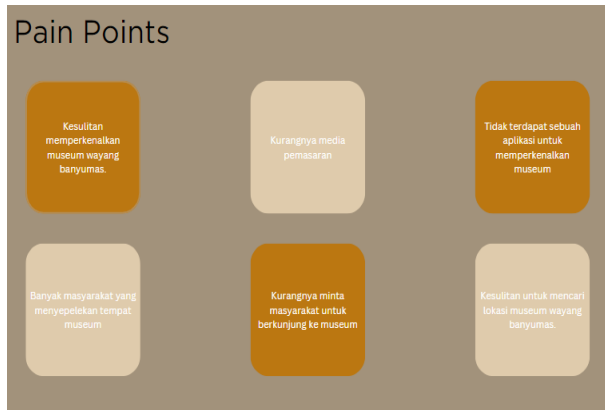 Pain Points
Kesulitan
memperkenalkan
museum wayang
banyumas.
Kurangnya media
pemasaran
Tidak terdapat sebuah
aplikasi untuk
memperkenalkan
museum
Banyak masyarakat yang
menyepelekan tempat
museum
Kurangnya minta
masyarakat untuk
berkunjung ke museum
Kesulitan untuk mencari
lokasi museum wayang
banyumas.